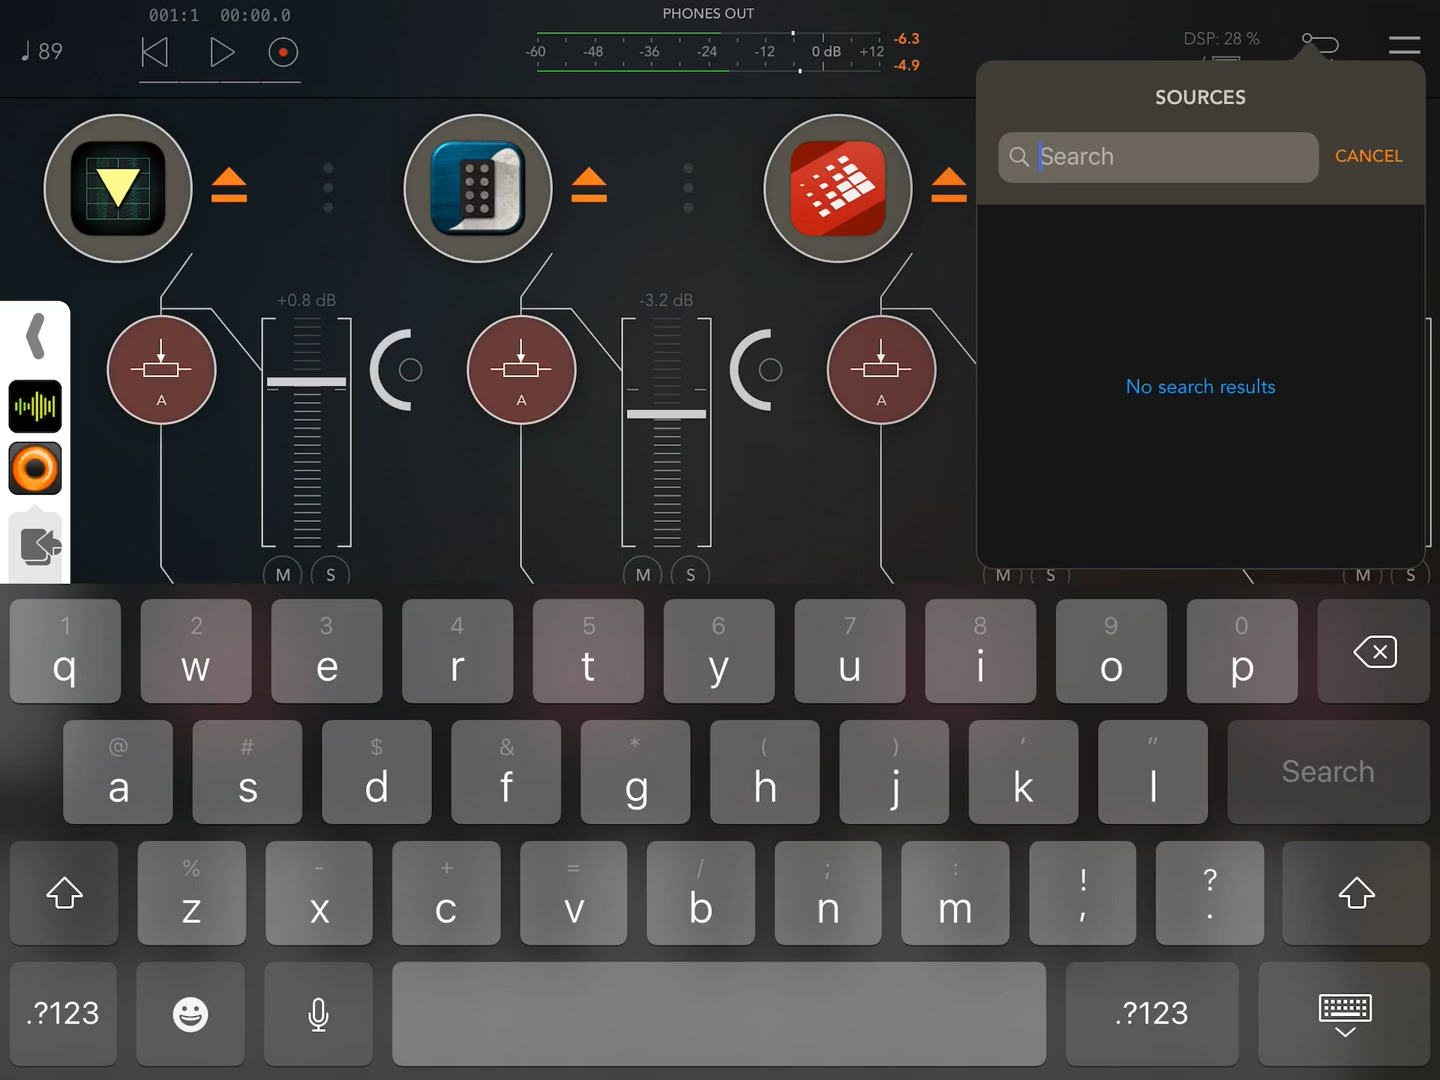 001:1 00:00.0
PHONES OUT
♩ 89
-60 -48 -36 -24 -12 0 dB +12
-6.3
-4.9
DSP: 28 %
SOURCES
Search
CANCEL
No search results
+0.8 dB
-3.2 dB
A
A
A
M S
M S
M S
M S
1 2 3 4 5 6 7 8 9 0
q w e r t y u i o p
@ # $ & * ( ) ' "
a s d f g h j k l Search
% - + = / ; : ! ?
z x c v b n m , .
.?123 .?123